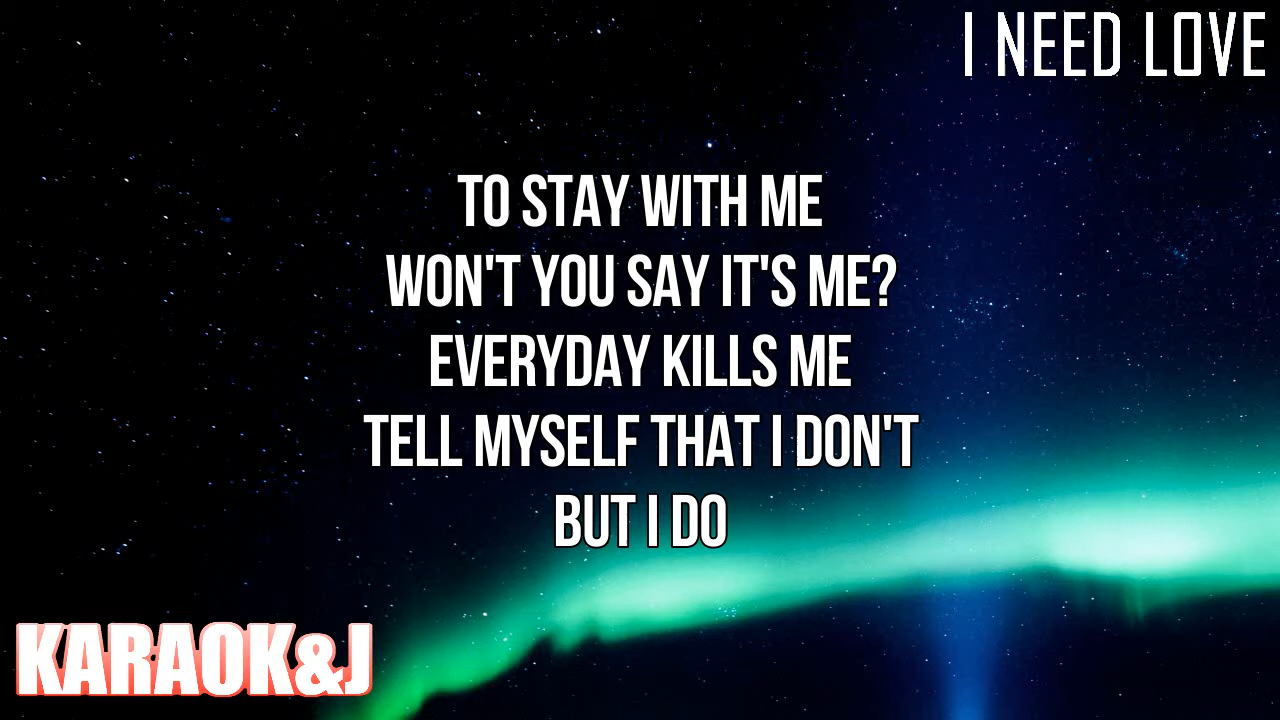 I NEED LOVE
TO STAY WITH ME
WON'T YOU SAY IT'S ME?
EVERYDAY KILLS ME
TELL MYSELF THAT I DON'T
BUT I DO
KARAOK&J